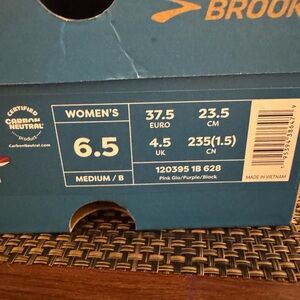 BROOK
CERTIFIED
CARBON
NEUTRAL
product
CarbonNeutral.com
WOMEN'S
6.5
MEDIUM / B
37.5
EURO
23.5
CM
4.5
UK
235(1.5)
CN
120395 1B 628
Pink Glo/Purple/Black
MADE IN VIETNAM